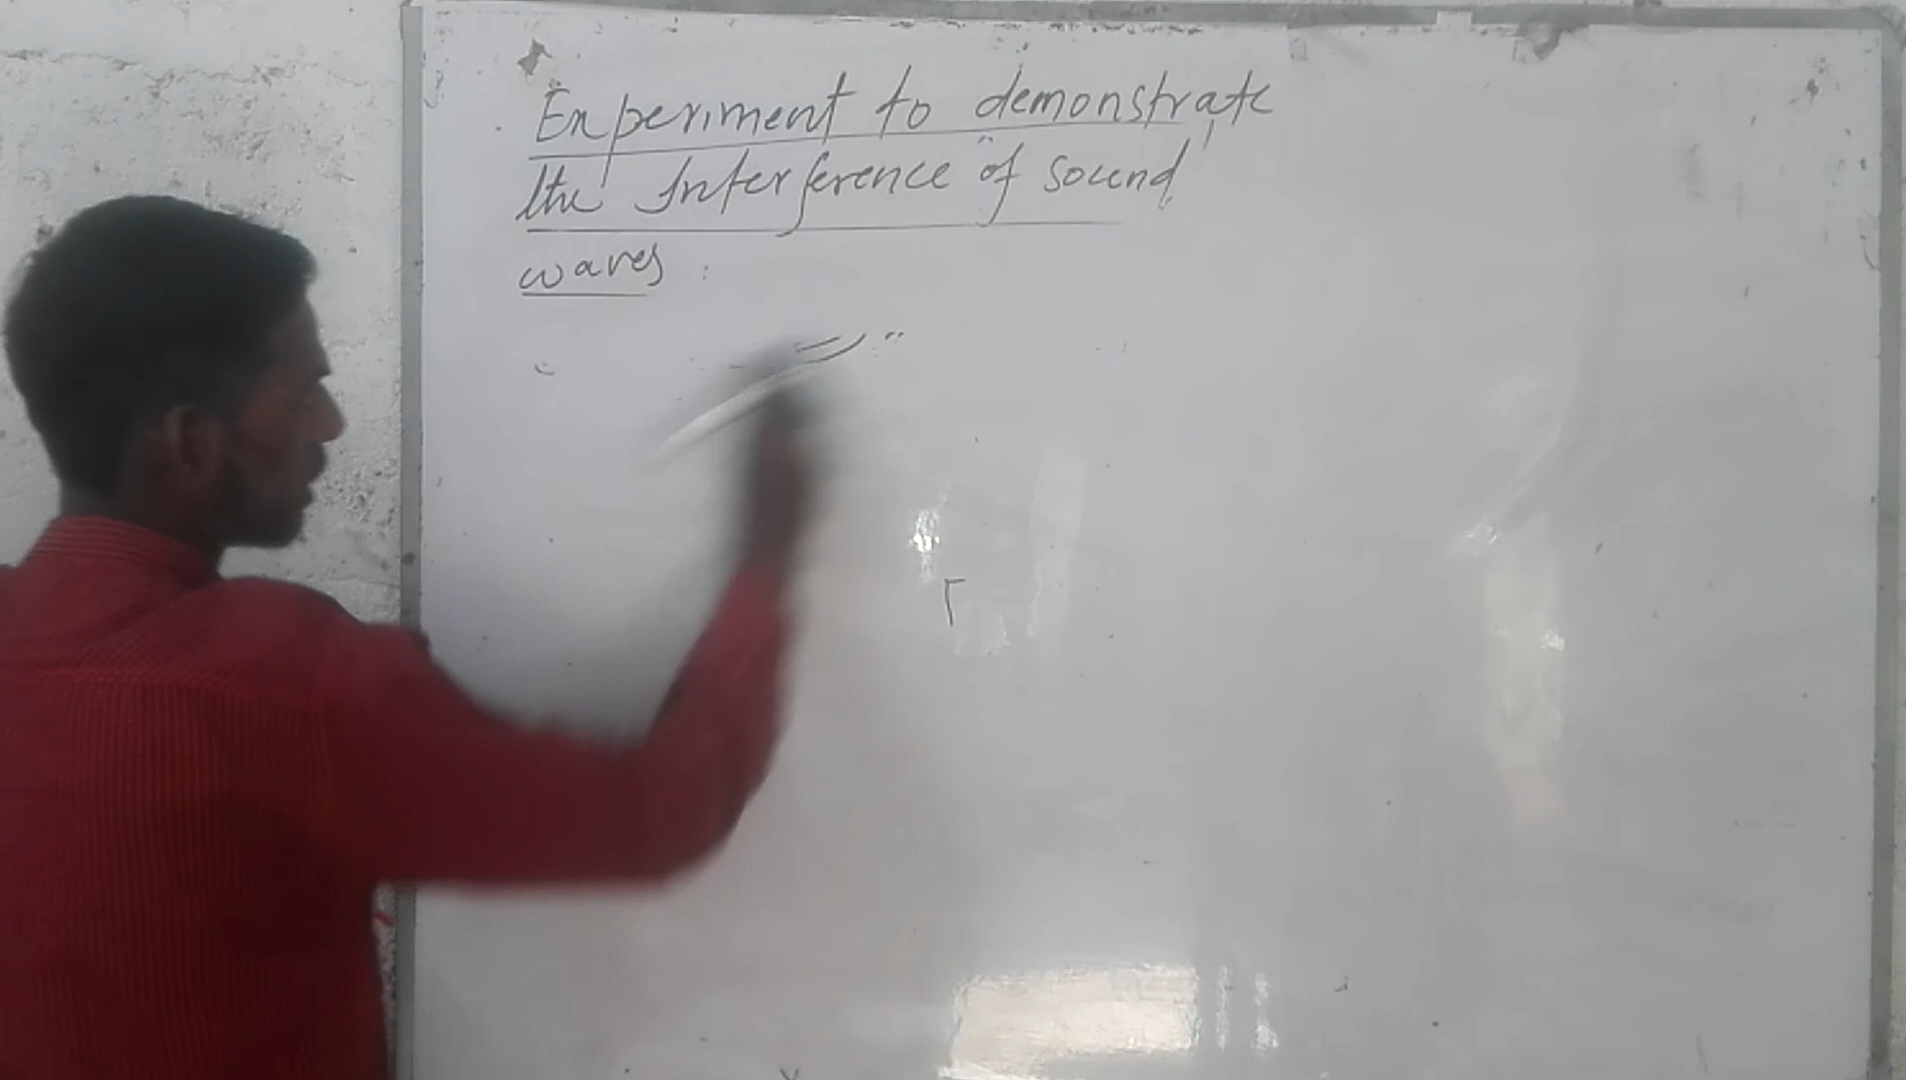 Experiment to demonstrate
the Interference of sound
waves :